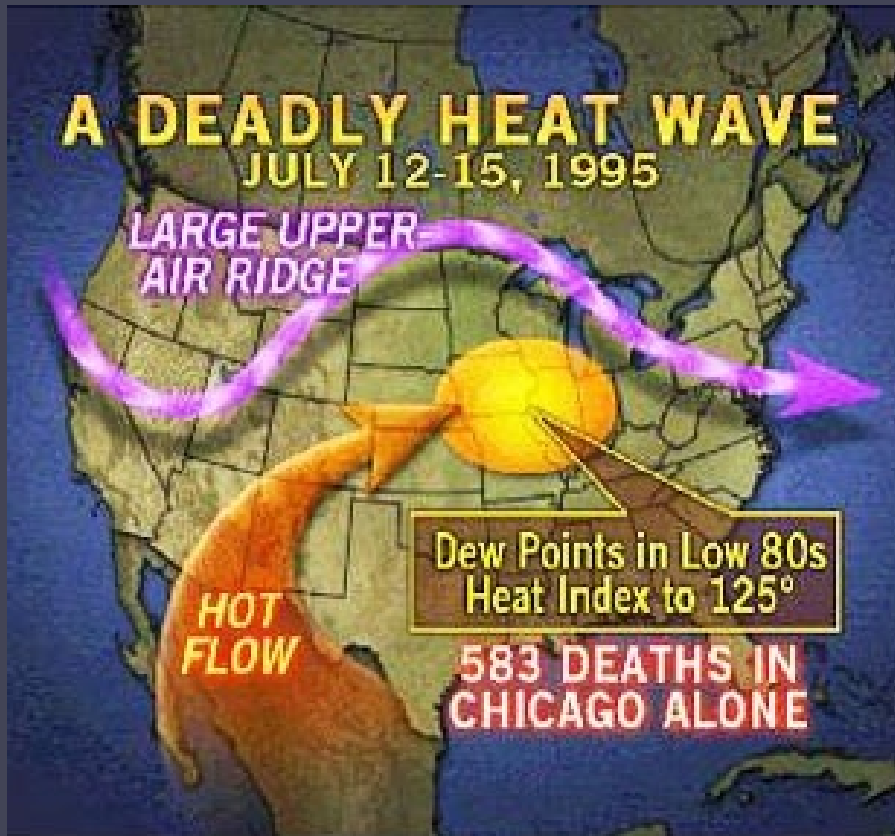 A DEADLY HEAT WAVE
JULY 12-15, 1995
LARGE UPPER-
AIR RIDGE
Dew Points in Low 80s
Heat Index to 125º
HOT
FLOW
583 DEATHS IN
CHICAGO ALONE